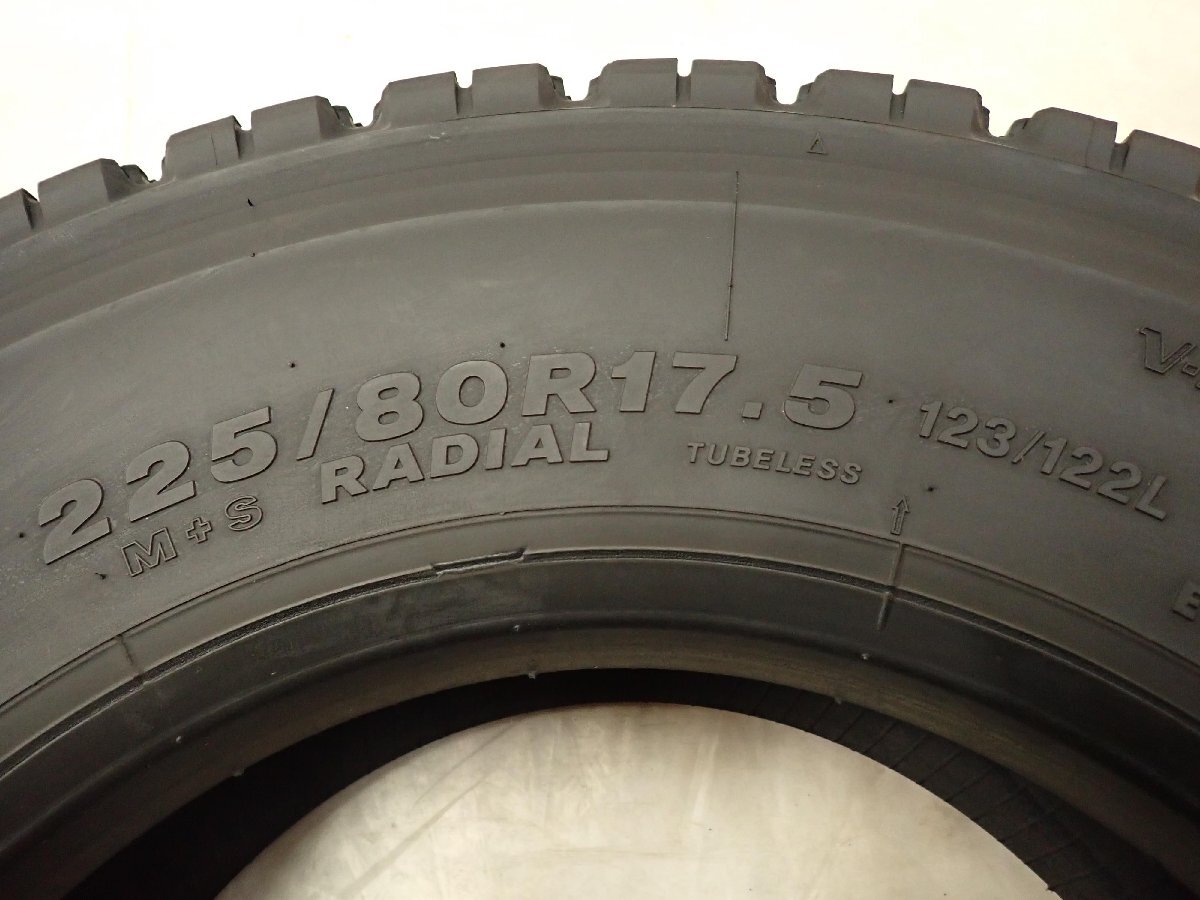 225/80R17.5 123/122L
M+S RADIAL TUBELESS